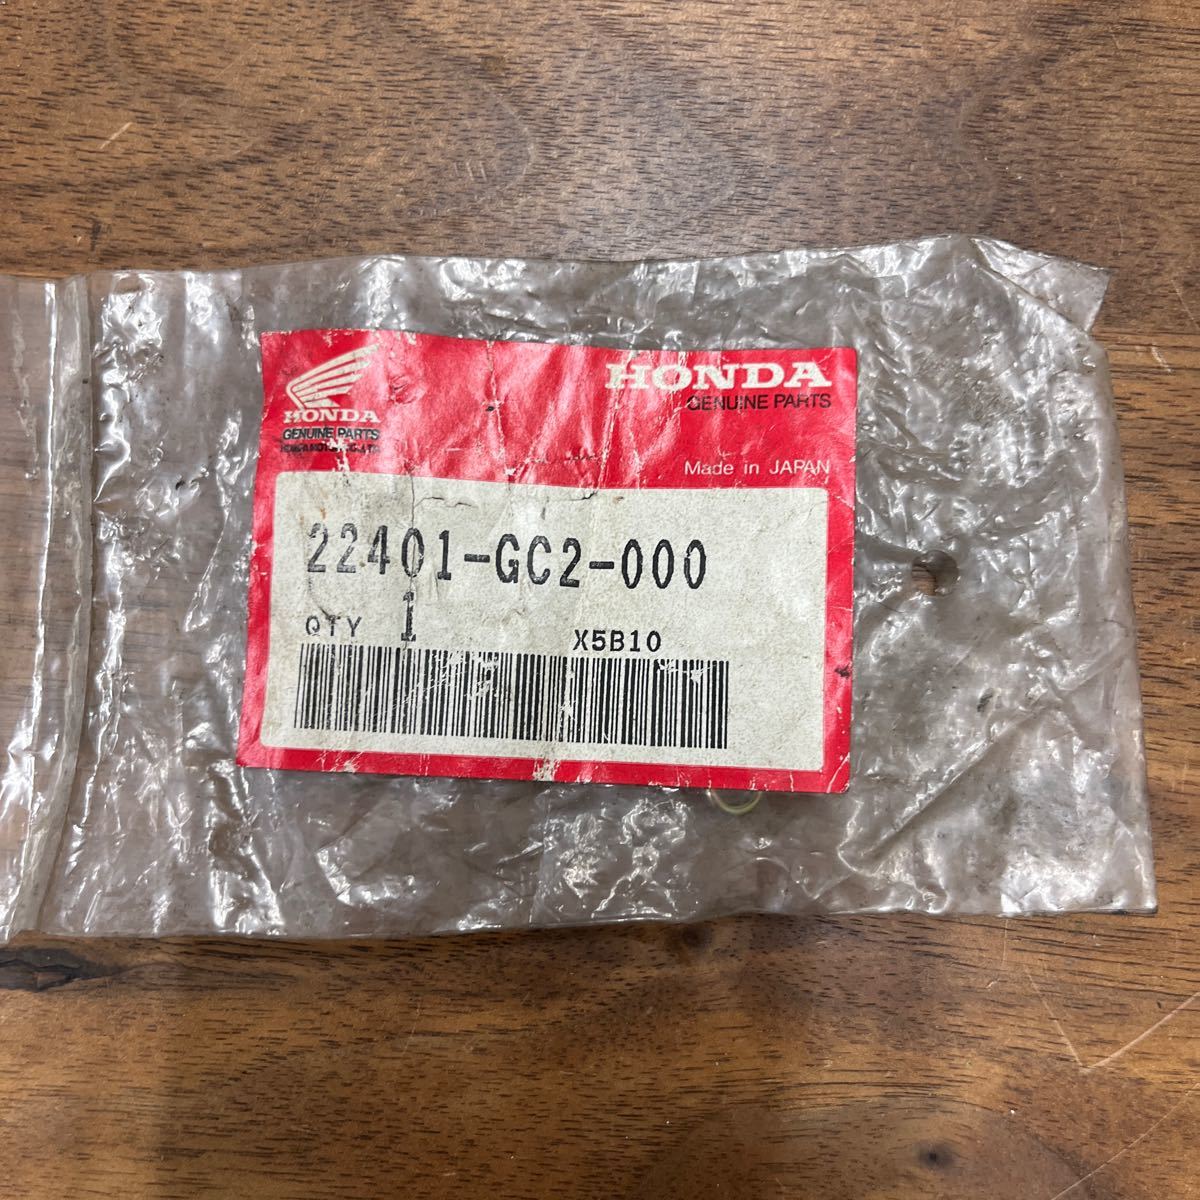 HONDA
GENUINE PARTS
HONDA
GENUINE PARTS
Made in JAPAN
22401-GC2-000
QTY 1 X5B10